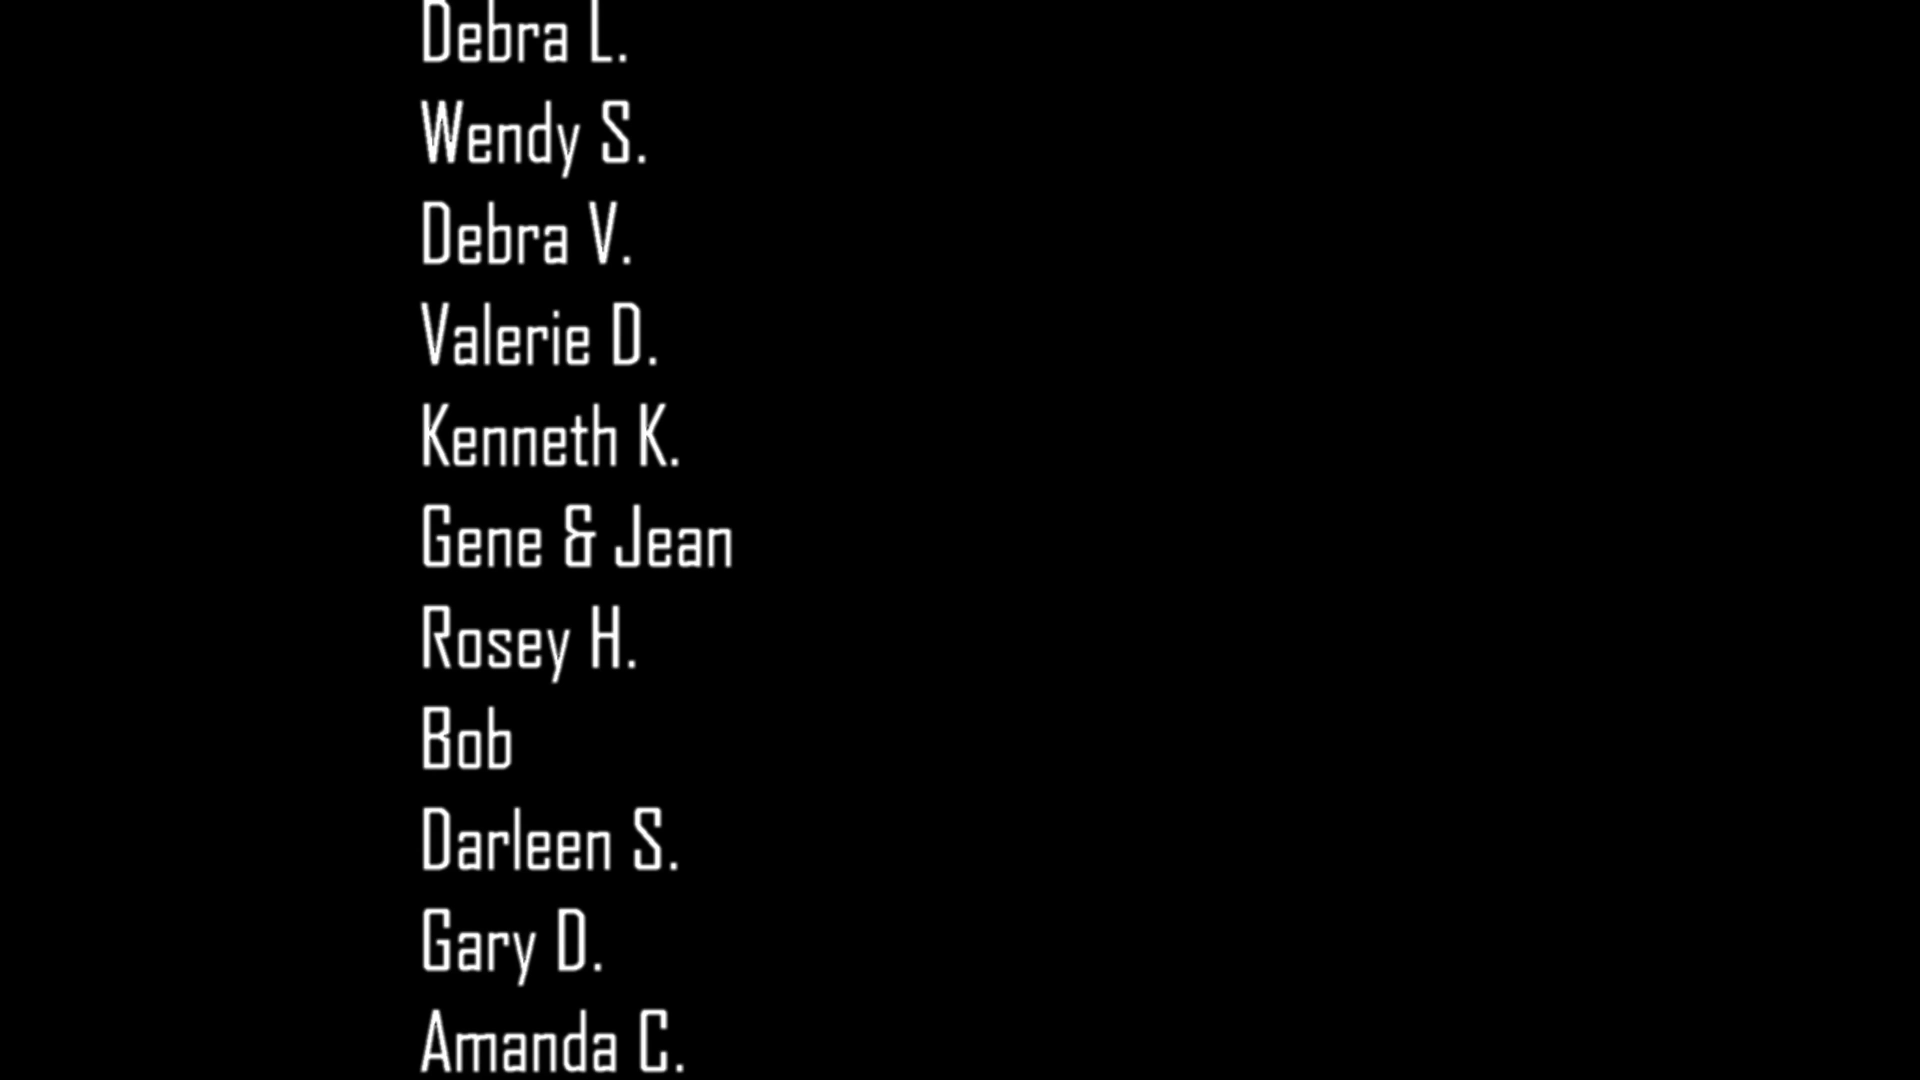 Debra L.
Wendy S.
Debra V.
Valerie D.
Kenneth K.
Gene & Jean
Rosey H.
Bob
Darleen S.
Gary D.
Amanda C.